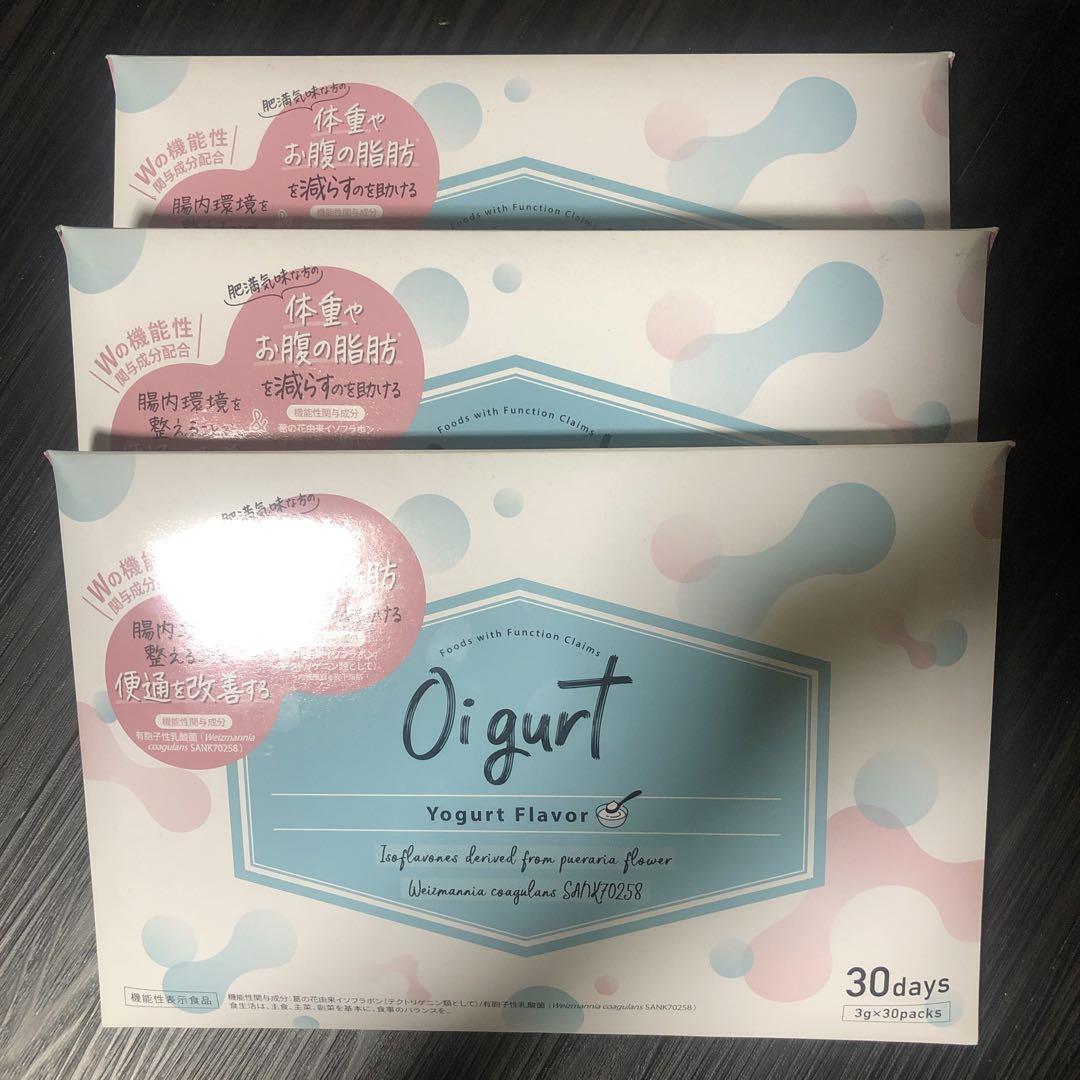 肥満気味な方の
Wの機能性
関与成分配合
体重や
お腹の脂肪*
を減らすのを助ける
機能性関与成分
腸内環境を
Foods with Function Claims
肥満気味な方の
Wの機能性
関与成分配合
体重や
お腹の脂肪*
を減らすのを助ける
機能性関与成分
葛の花由来イソフラボン
腸内環境を
整え
&
Foods with Function Claims
肥満気味な方の
Wの機能
関与成分
脂肪
ける
腸内
整える
便通を改善する
機能性関与成分
有胞子性乳酸菌(Weizmannia
coagulans SANK70258)
Foods with Function Claims
Oigurt
Yogurt Flavor
Isoflavones derived from pueraria flower
Weizmannia coagulans SANK70258
30days
3g×30packs
機能性表示食品
機能性関与成分:葛の花由来イソフラボン(テクトリゲニン類として)/有胞子性乳酸菌(Weizmannia coagulans SANK70258)
食生活は、主食、主菜、副菜を基本に、食事のバランスを。